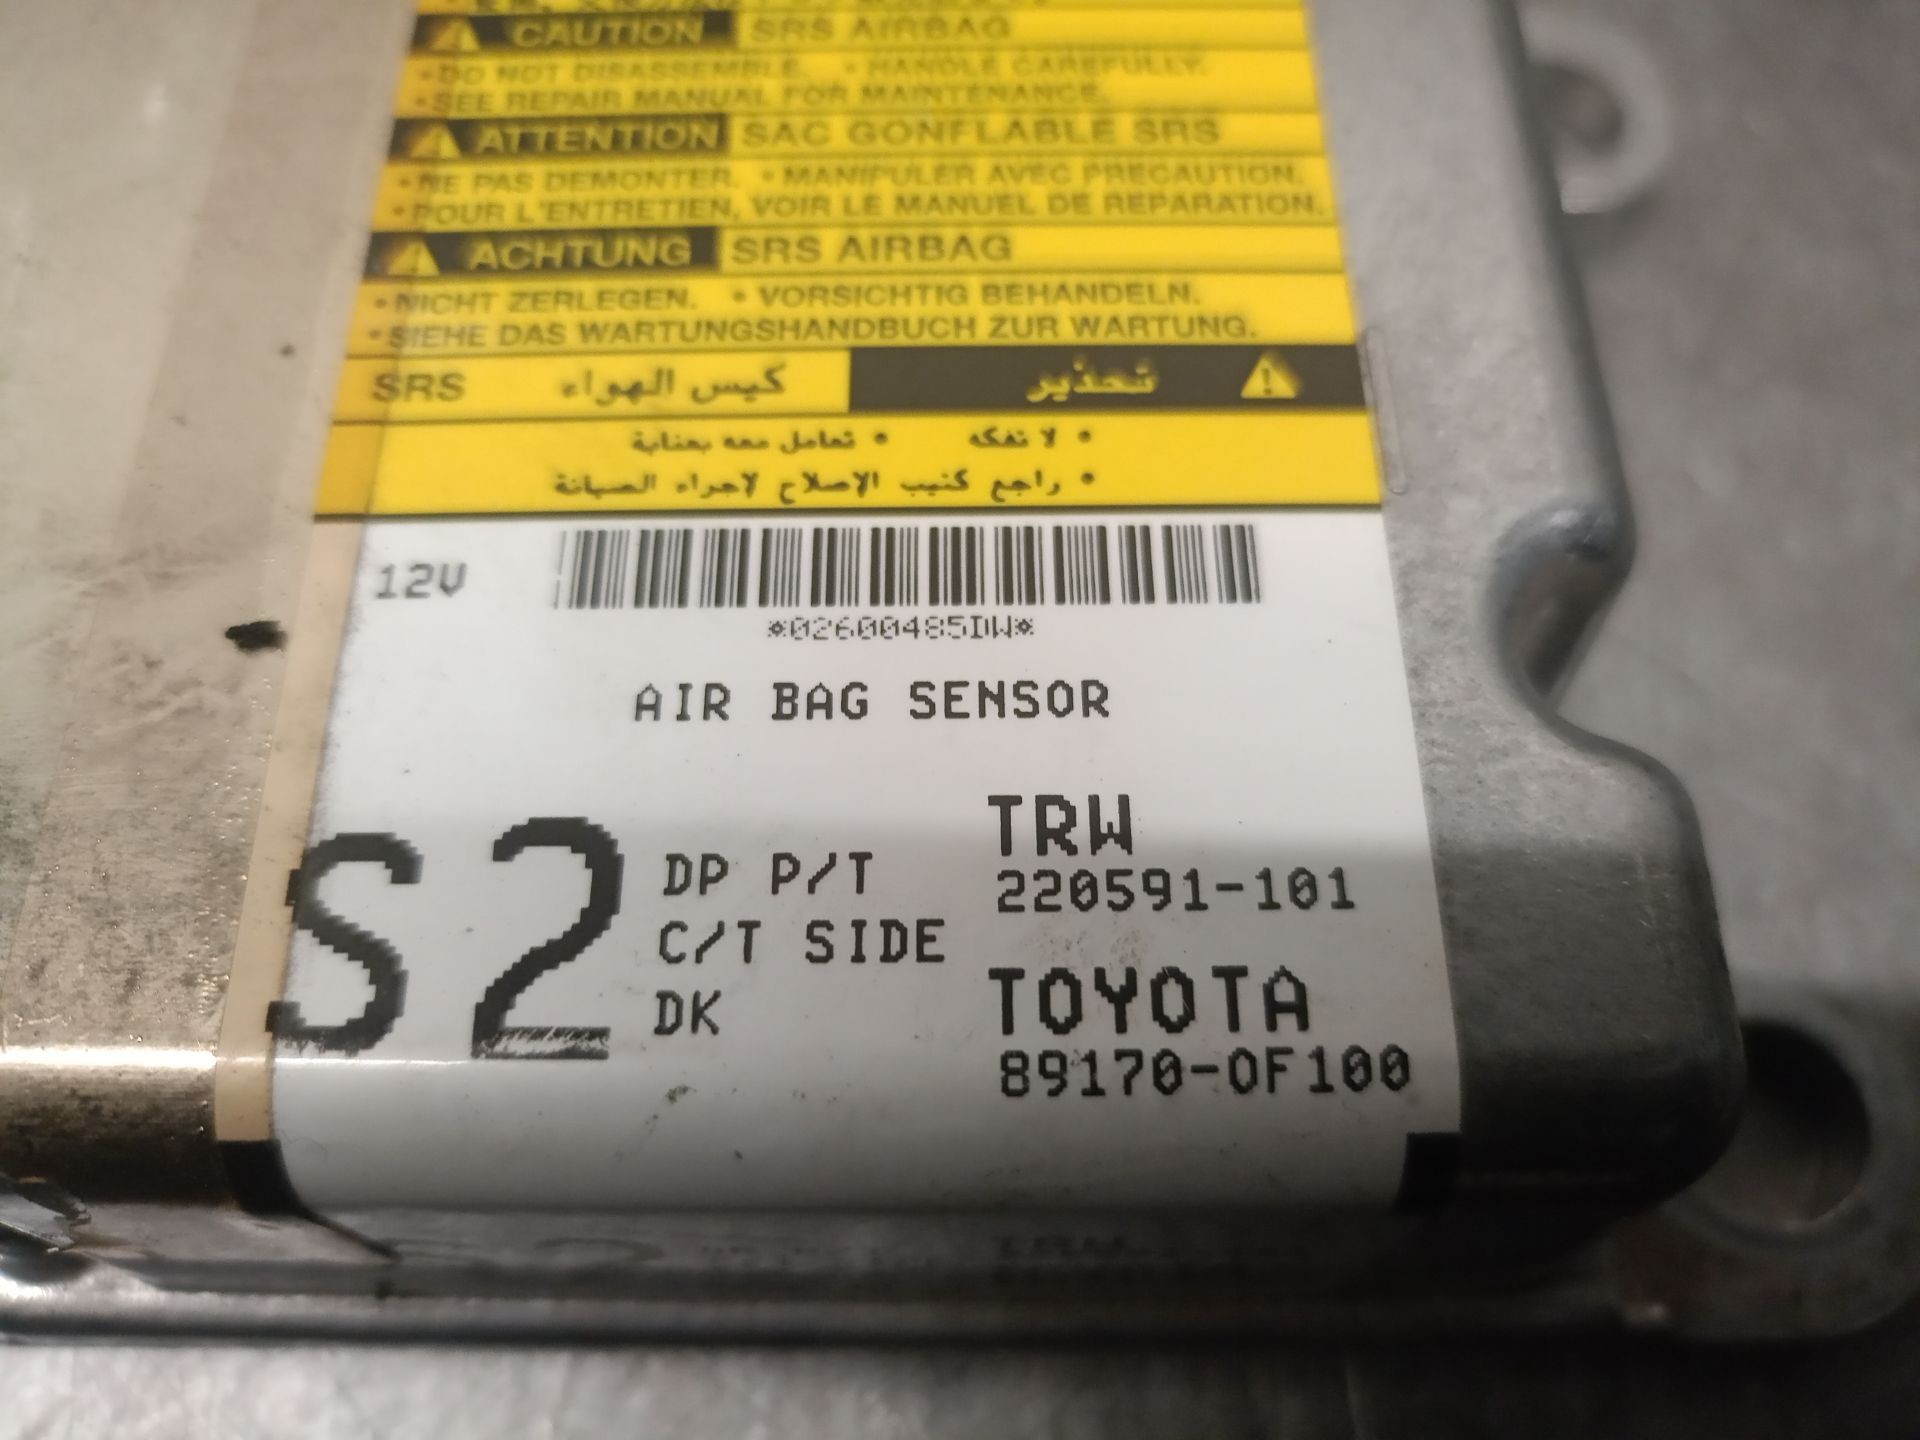 CAUTION SRS AIRBAG
• DO NOT DISASSEMBLE. • HANDLE CAREFULLY.
• SEE REPAIR MANUAL FOR MAINTENANCE.
ATTENTION SAC GONFLABLE SRS
• NE PAS DEMONTER. • MANIPULER AVEC PRECAUTION.
• POUR L'ENTRETIEN, VOIR LE MANUEL DE REPARATION.
ACHTUNG SRS AIRBAG
• NICHT ZERLEGEN. • VORSICHTIG BEHANDELN.
• SIEHE DAS WARTUNGSHANDBUCH ZUR WARTUNG.
تحذير كيس الهواء SRS
• لا تفكه • تعامل معه بعناية
• راجع كتيب الإصلاح لاجراء الصيانة
12V
*02600485DW*
AIR BAG SENSOR
S2
DP P/T
C/T SIDE
DK
TRW
220591-101
TOYOTA
89170-0F100